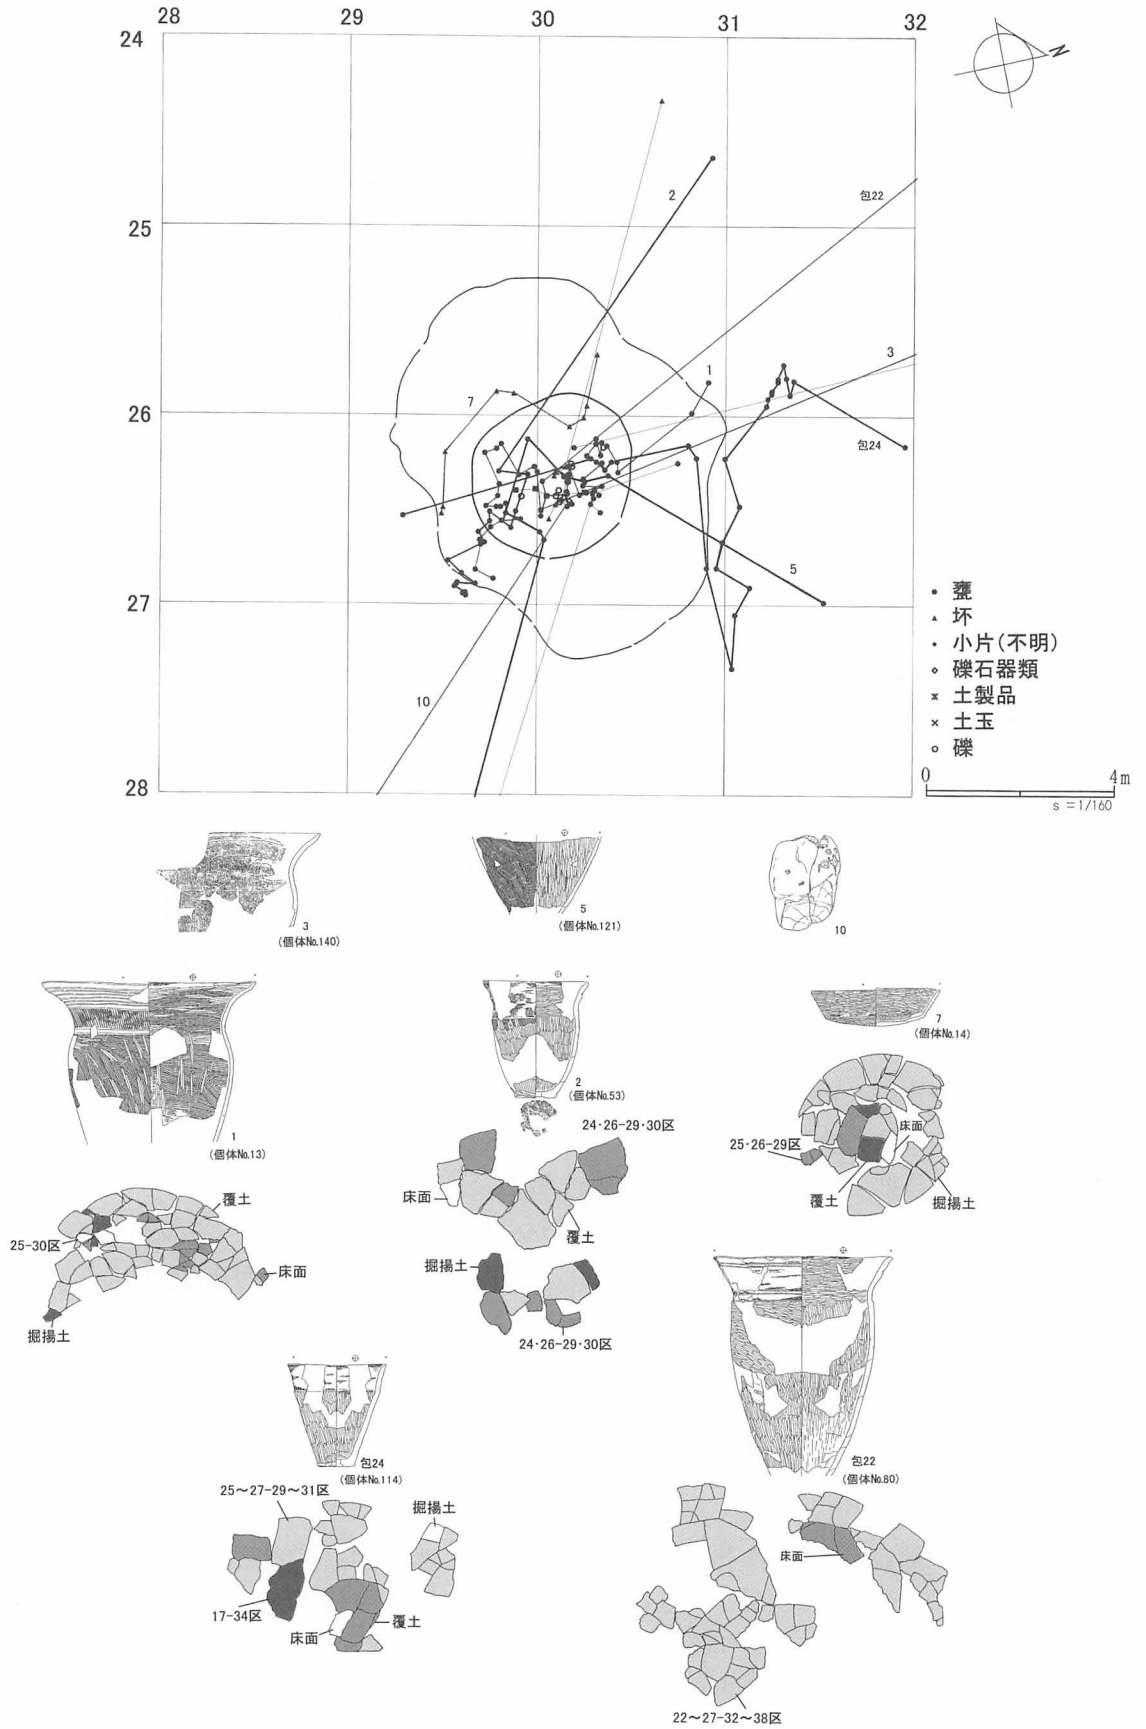 28 29 30 31 32
24
N
2
包22
25
3
1
7
26
包24
5
甕
坏
小片(不明)
礫石器類
土製品
土玉
礫
27
10
28
0 4m
s=1/160
3
(個体No.140)
5
(個体No.121)
10
1
(個体No.13)
2
(個体No.53)
7
(個体No.14)
覆土
25-30区
床面
掘揚土
24・26-29・30区
床面
覆土
掘揚土
24・26-29・30区
25・26-29区
床面
覆土
掘揚土
包24
(個体No.114)
25～27-29～31区
掘揚土
17-34区
床面
覆土
包22
(個体No.80)
床面
22～27-32～38区